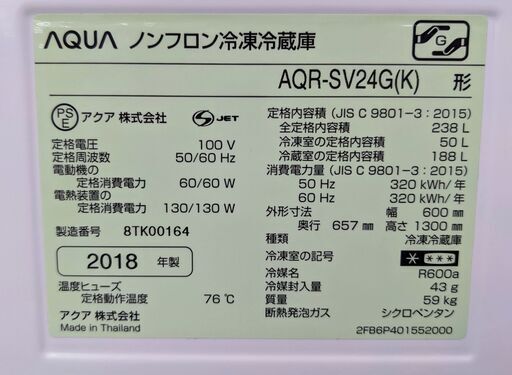 AQUA ノンフロン冷凍冷蔵庫
G
AQR-SV24G(K) 形
PS
E
アクア 株式会社
S JET
定格電圧 100 V
定格周波数 50/60 Hz
電動機の
定格消費電力 60/60 W
電熱装置の
定格消費電力 130/130 W
製造番号 8TK00164
2018 年製
温度ヒューズ
定格動作温度 76 ℃
アクア 株式会社
Made in Thailand
定格内容積 (JIS C 9801-3:2015)
全定格内容積 238 L
冷凍室の定格内容積 50 L
冷蔵室の定格内容積 188 L
消費電力量 (JIS C 9801-3:2015)
50 Hz 320 kWh/年
60 Hz 320 kWh/年
外形寸法 幅 600 mm
奥行 657 mm 高さ 1300 mm
種類 冷凍冷蔵庫
冷凍室の記号 * ***
冷媒名 R600a
冷媒封入量 43 g
質量 59 kg
断熱発泡ガス シクロペンタン
2FB6P401552000